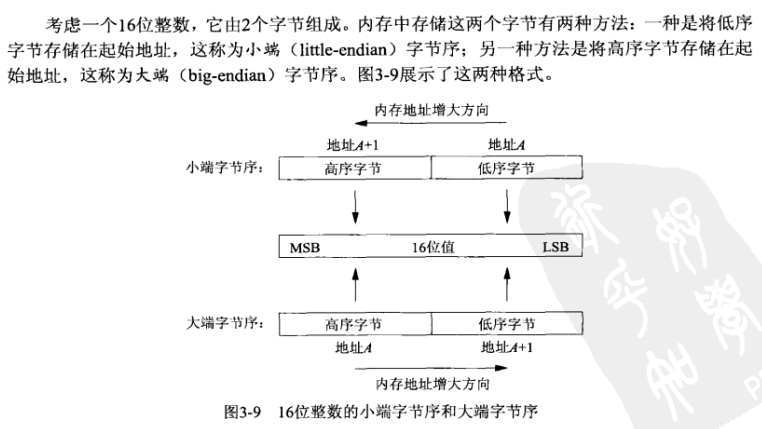 考虑一个16位整数，它由2个字节组成。内存中存储这两个字节有两种方法：一种是将低序
字节存储在起始地址，这称为小端（little-endian）字节序；另一种方法是将高序字节存储在起
始地址，这称为大端（big-endian）字节序。图3-9展示了这两种格式。
内存地址增大方向
地址A+1 地址A
小端字节序： 高序字节 低序字节
MSB 16位值 LSB
大端字节序： 高序字节 低序字节
地址A 地址A+1
内存地址增大方向
图3-9 16位整数的小端字节序和大端字节序